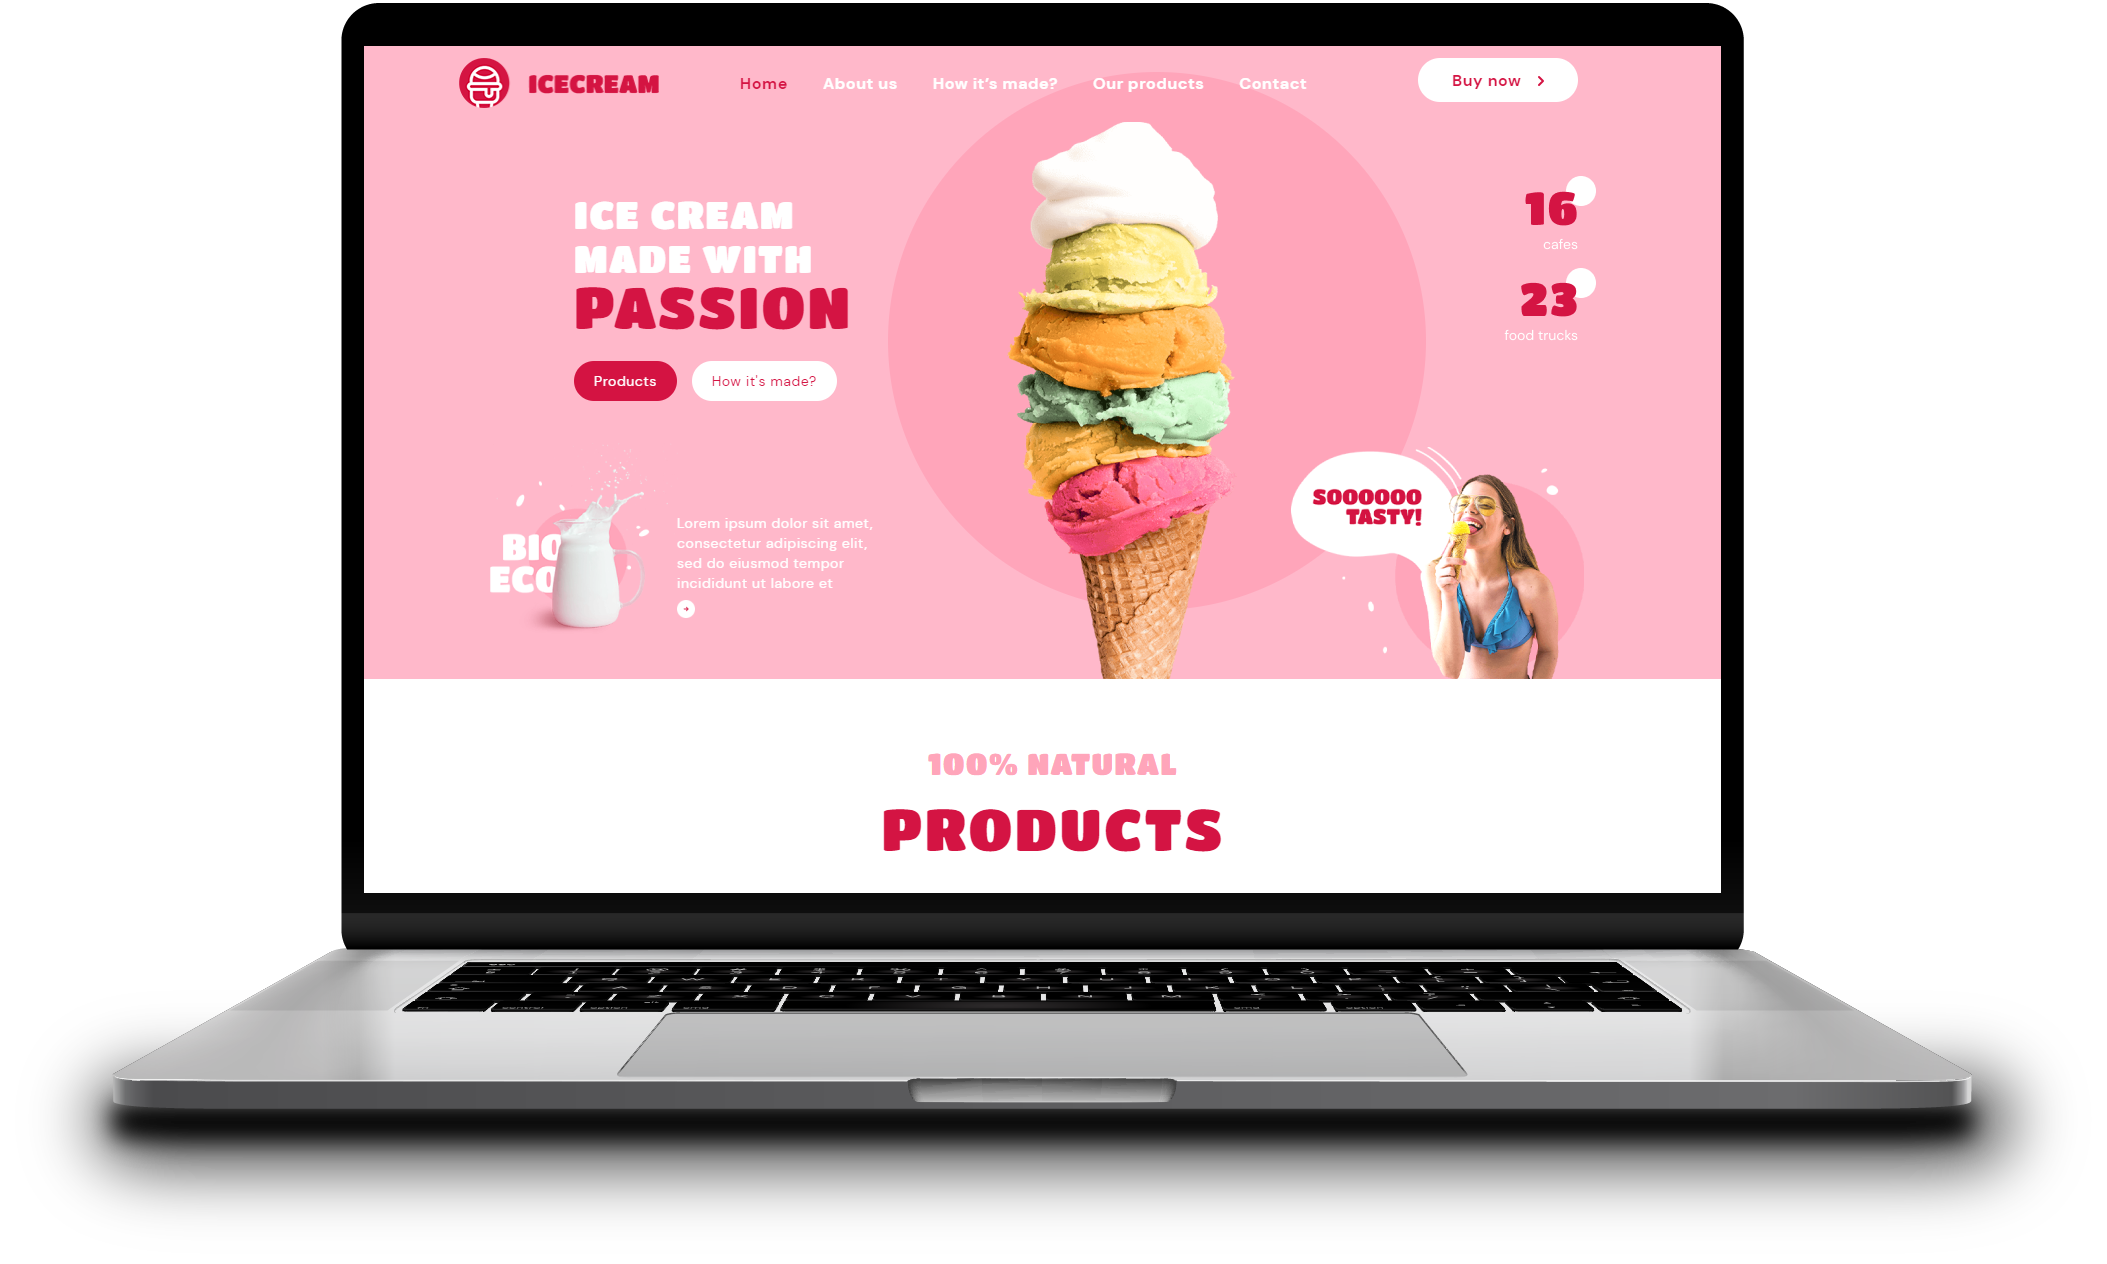 ICECREAM
Home About us How it's made? Our products Contact
Buy now
ICE CREAM
MADE WITH
PASSION
Products How it's made?
16
cafes
23
food trucks
SOOOOOO
TASTY!
BIO
ECO
Lorem ipsum dolor sit amet,
consectetur adipiscing elit,
sed do eiusmod tempor
incididunt ut labore et
100% NATURAL
PRODUCTS